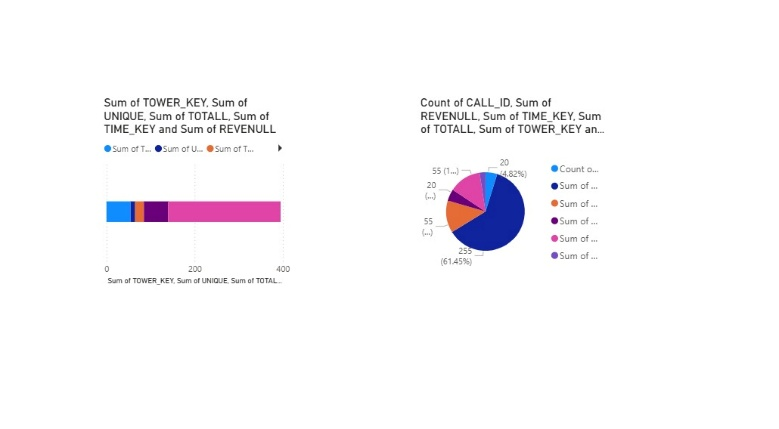 Sum of TOWER_KEY, Sum of
UNIQUE, Sum of TOTALL, Sum of
TIME_KEY and Sum of REVENULL
Sum of T... Sum of U... Sum of T...
0 200 400
Sum of TOWER_KEY, Sum of UNIQUE, Sum of TOTAL...
Count of CALL_ID, Sum of
REVENULL, Sum of TIME_KEY, Sum
of TOTALL, Sum of TOWER_KEY an...
20
(4.82%)
55 (1...)
20
(...)
55
(...)
255
(61.45%)
Count o...
Sum of ...
Sum of ...
Sum of ...
Sum of ...
Sum of ...